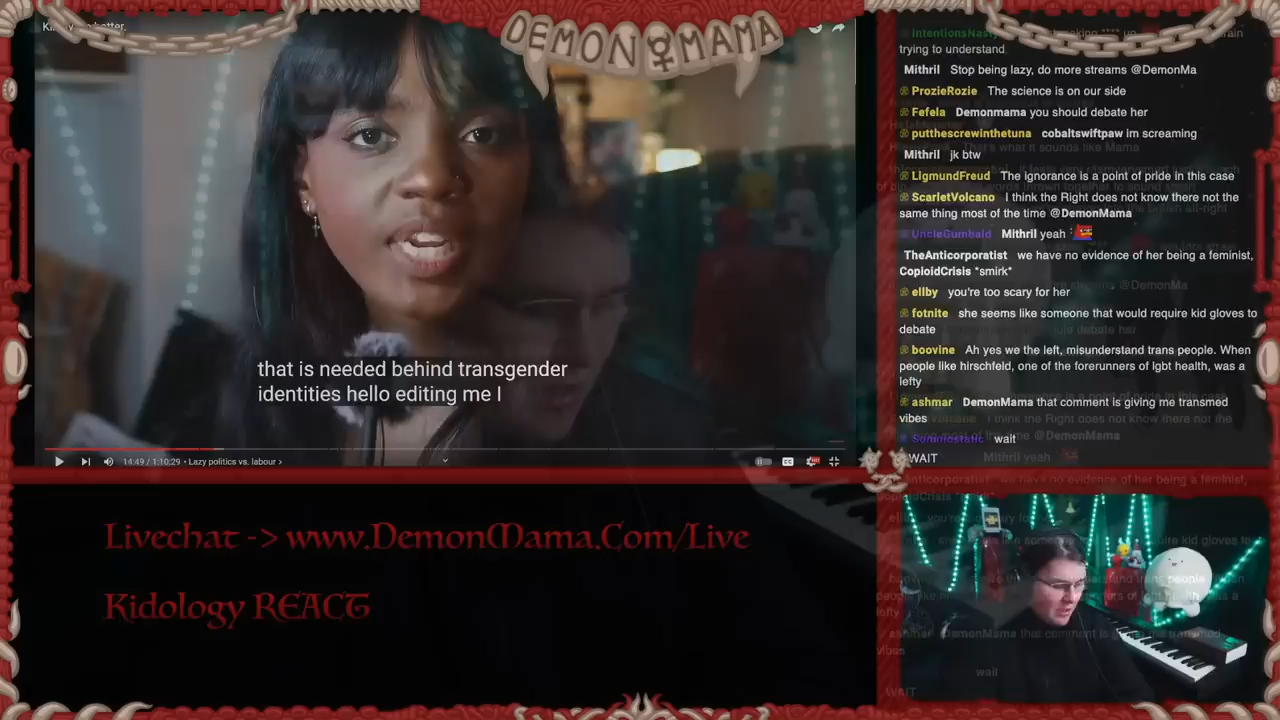 DEMON MAMA
trying to understand
Mithril Stop being lazy, do more streams @DemonMa
ProzieRozie The science is on our side
Fefela Demonmama you should debate her
putthescrewinthetuna cobaltswiftpaw im screaming
Mithril jk btw
LigmundFreud The ignorance is a point of pride in this case
ScarletVolcano I think the Right does not know there not the
same thing most of the time @DemonMama
UncleGumbald Mithril yeah
TheAnticorporatist we have no evidence of her being a feminist,
CopioidCrisis *smirk*
ellby you're too scary for her
fotnite she seems like someone that would require kid gloves to
debate
boovine Ah yes we the left, misunderstand trans people. When
people like hirschfeld, one of the forerunners of lgbt health, was a
lefty
ashmar DemonMama that comment is giving me transmed
vibes
wait
WAIT
that is needed behind transgender
identities hello editing me I
14:49 / 1:10:29 • Lazy politics vs. labour >
Livechat -> www.DemonMama.Com/Live
Kidology REACT